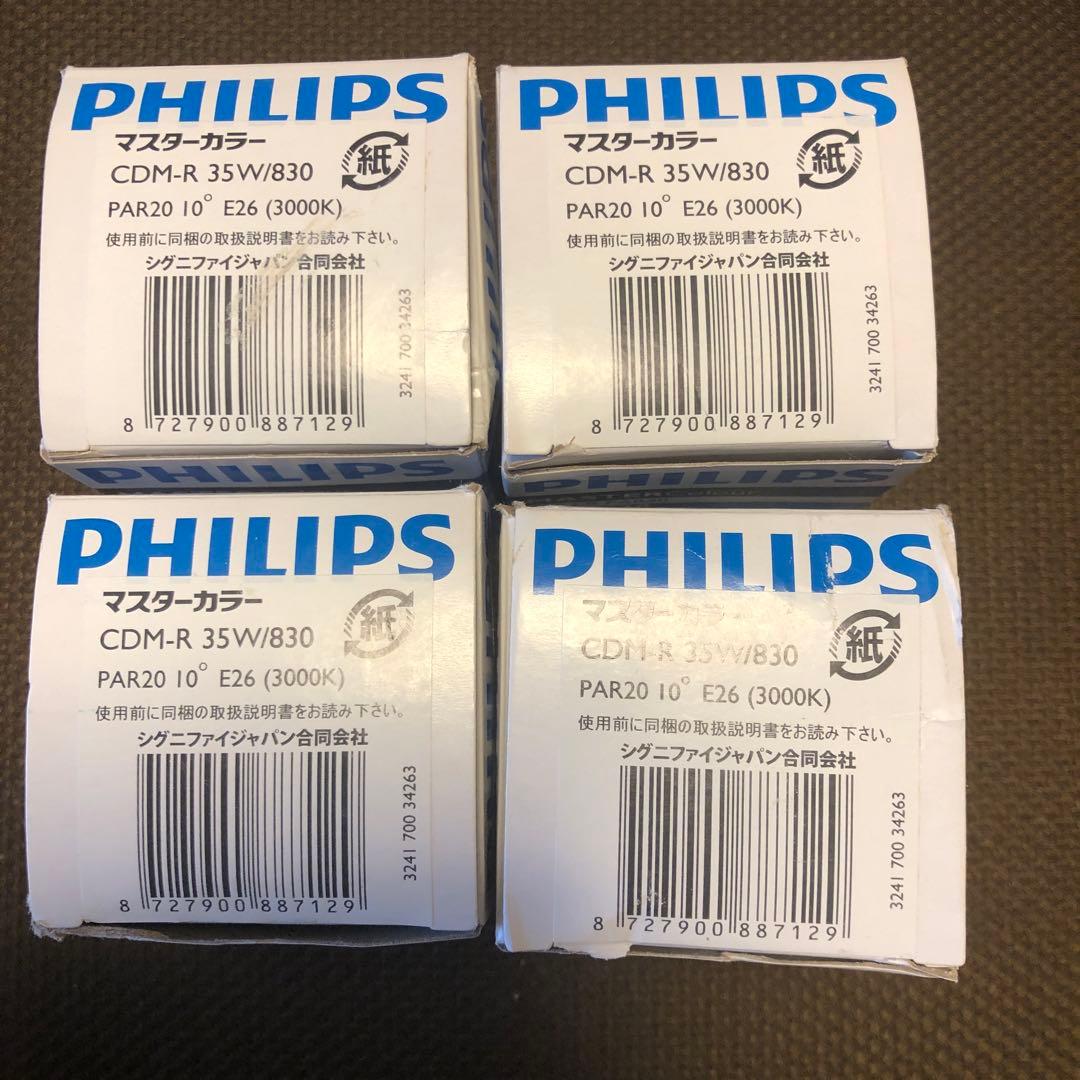 PHILIPS
マスターカラー
紙
CDM-R 35W/830
PAR20 10° E26 (3000K)
使用前に同梱の取扱説明書をお読み下さい。
シグニファイジャパン合同会社
3241 700 34263
8 727900 887129
PHILIPS
PHILIPS
マスターカラー
紙
CDM-R 35W/830
PAR20 10° E26 (3000K)
使用前に同梱の取扱説明書をお読み下さい。
シグニファイジャパン合同会社
3241 700 34263
8 727900 887129
PHILIPS
PHILIPS
マスターカラー
紙
CDM-R 35W/830
PAR20 10° E26 (3000K)
使用前に同梱の取扱説明書をお読み下さい。
シグニファイジャパン合同会社
3241 700 34263
8 727900 887129
PHILIPS
マスターカラー
紙
CDM-R 35W/830
PAR20 10° E26 (3000K)
使用前に同梱の取扱説明書をお読み下さい。
シグニファイジャパン合同会社
3241 700 34263
8 727900 887129